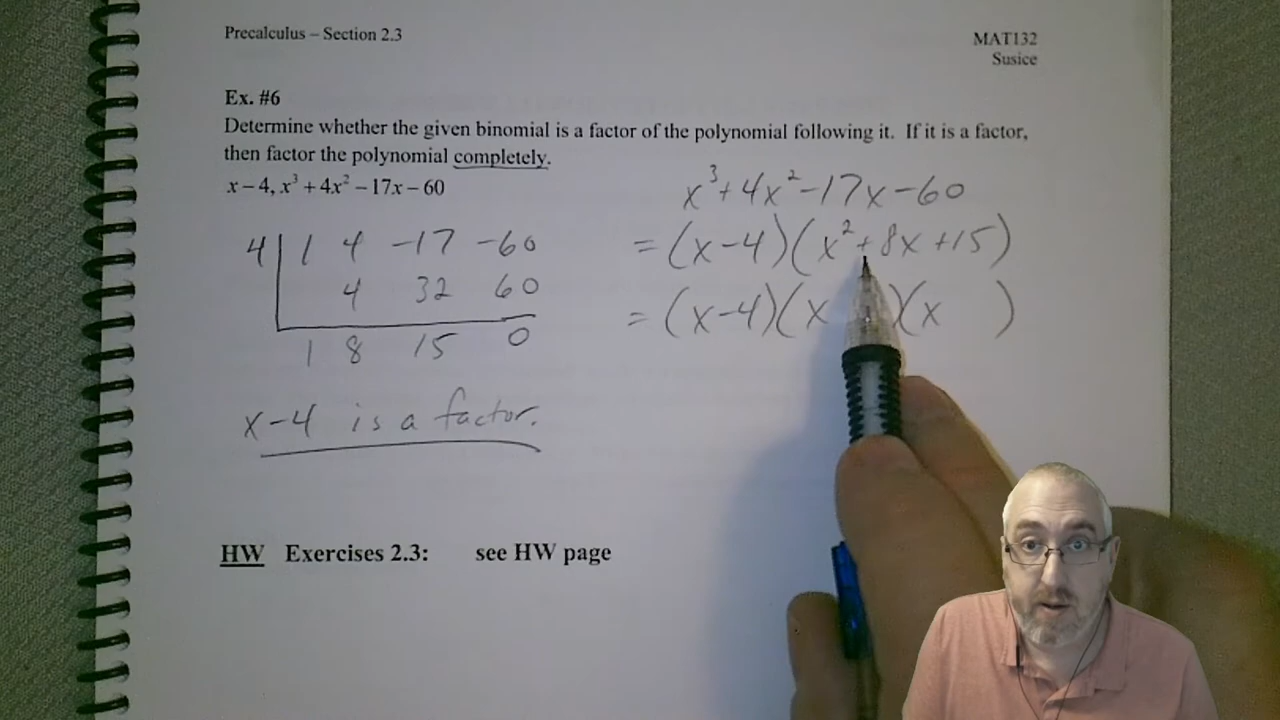 Precalculus – Section 2.3
MAT132
Susice
Ex. #6
Determine whether the given binomial is a factor of the polynomial following it. If it is a factor,
then factor the polynomial completely.
x – 4, x³ + 4x² – 17x – 60
4 | 1 4 -17 -60
4 32 60
1 8 15 0
x-4 is a factor.
x³+4x²-17x-60
= (x-4)(x²+8x+15)
= (x-4)(x )(x )
HW Exercises 2.3: see HW page